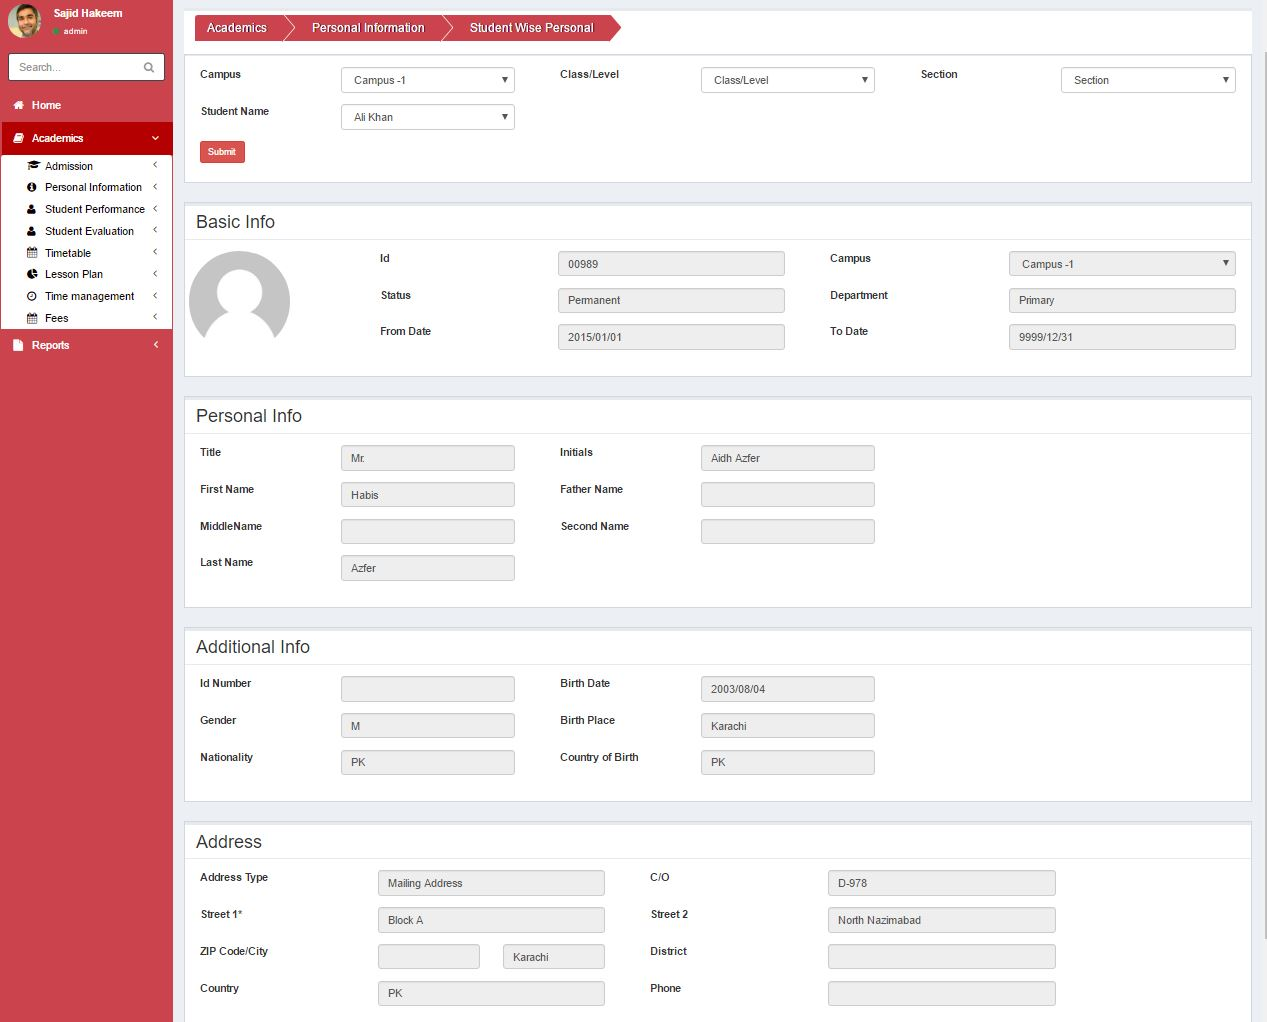 Sajid Hakeem
admin
Search...
Home
Academics
Admission
Personal Information
Student Performance
Student Evaluation
Timetable
Lesson Plan
Time management
Fees
Reports
Academics Personal Information Student Wise Personal
Campus Campus -1 Class/Level Class/Level Section Section
Student Name Ali Khan
Submit
Basic Info
Id 00989 Campus Campus -1
Status Permanent Department Primary
From Date 2015/01/01 To Date 9999/12/31
Personal Info
Title Mr. Initials Aidh Azfer
First Name Habis Father Name
MiddleName Second Name
Last Name Azfer
Additional Info
Id Number Birth Date 2003/08/04
Gender M Birth Place Karachi
Nationality PK Country of Birth PK
Address
Address Type Mailing Address C/O D-978
Street 1* Block A Street 2 North Nazimabad
ZIP Code/City Karachi District
Country PK Phone